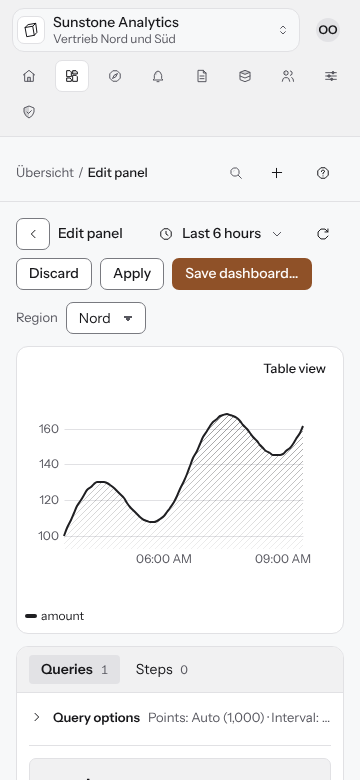 Sunstone Analytics
Vertrieb Nord und Süd
OO
Übersicht / Edit panel
Edit panel
Last 6 hours
Discard
Apply
Save dashboard...
Region
Nord
Table view
160
140
120
100
06:00 AM
09:00 AM
amount
Queries 1
Steps 0
Query options Points: Auto (1,000) · Interval: ...